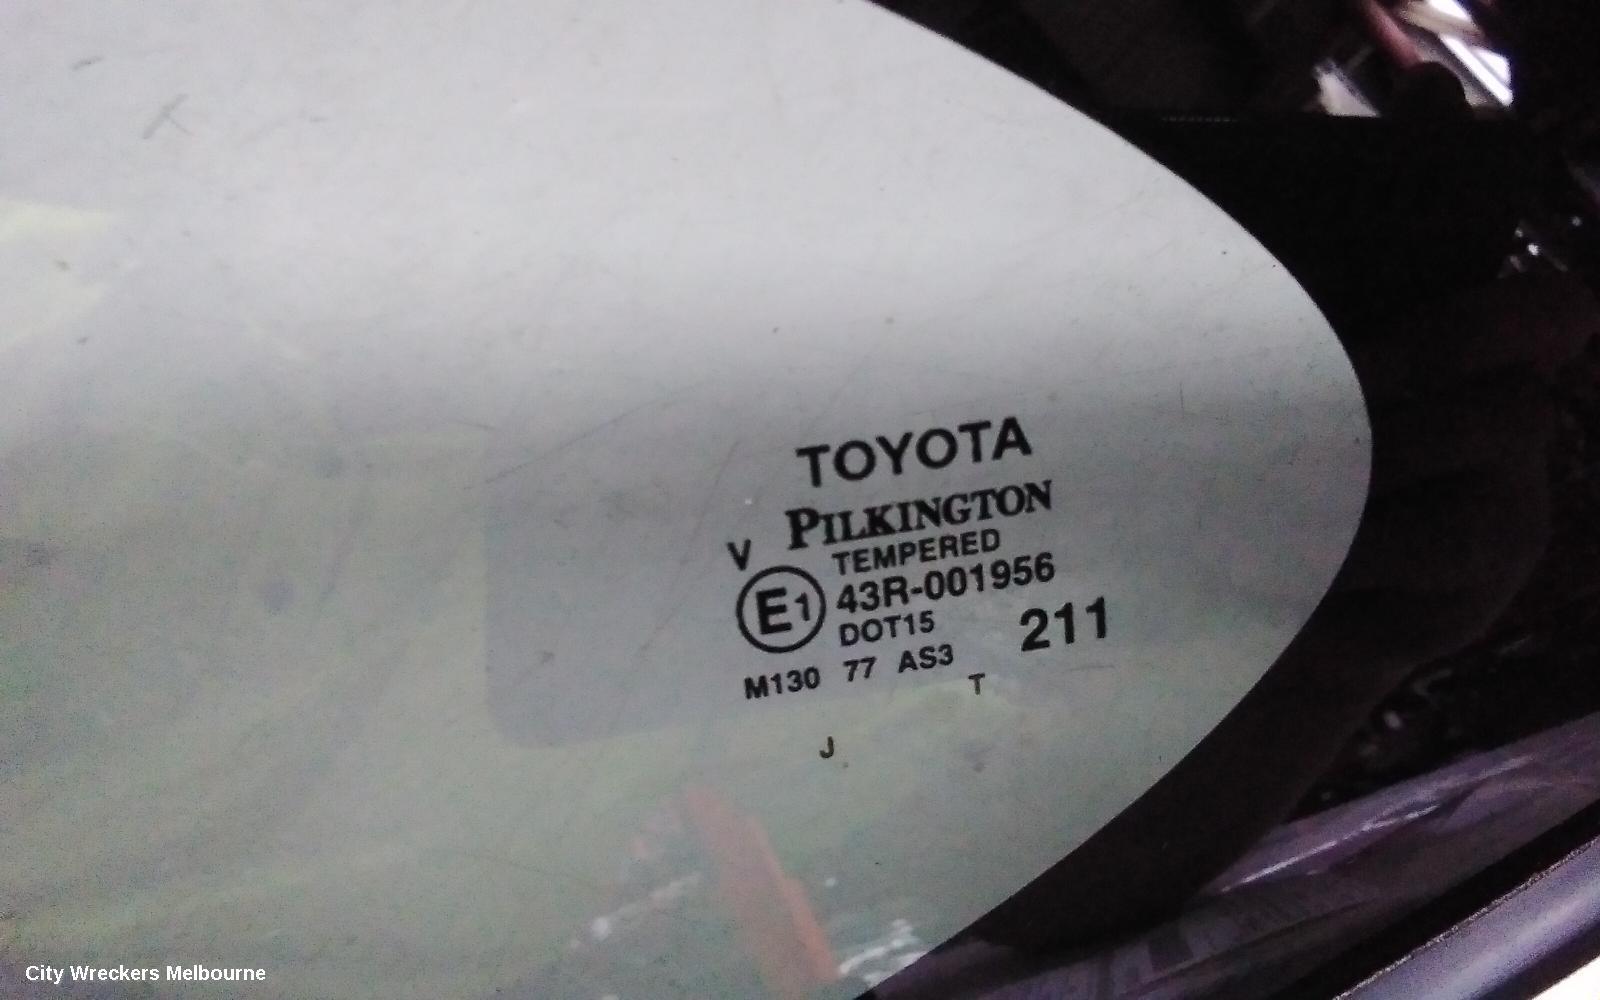 TOYOTA
PILKINGTON
V TEMPERED
E1 43R-001956
DOT15 211
M130 77 AS3
T
J
City Wreckers Melbourne